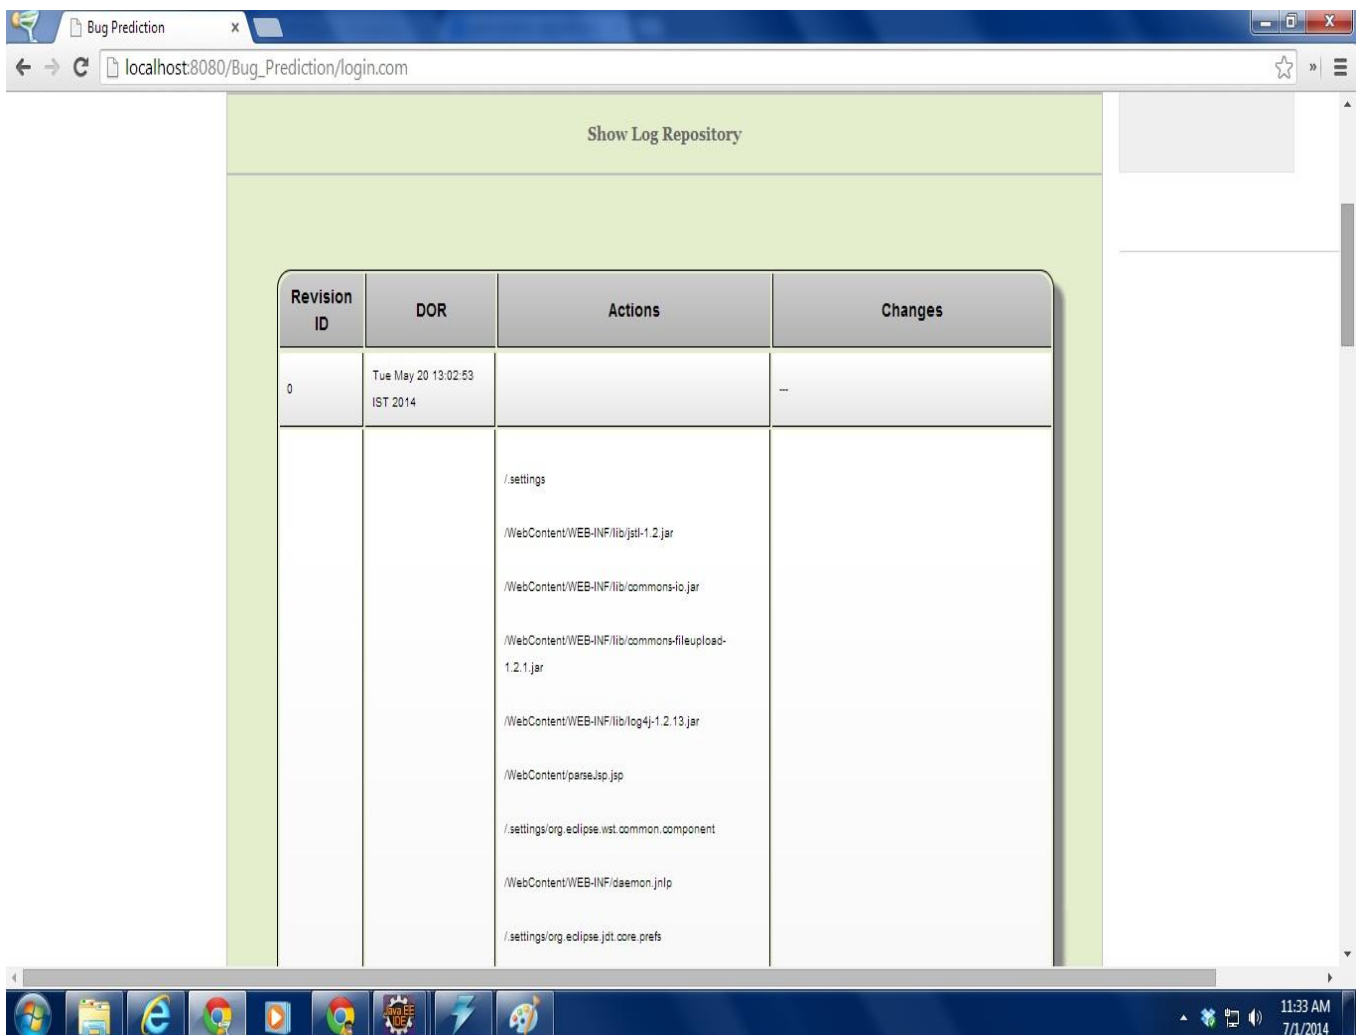 Bug Prediction
localhost:8080/Bug_Prediction/login.com
Show Log Repository
Revision
ID
DOR
Actions
Changes
0
Tue May 20 13:02:53
IST 2014
---
/.settings
/WebContent/WEB-INF/lib/jstl-1.2.jar
/WebContent/WEB-INF/lib/commons-io.jar
/WebContent/WEB-INF/lib/commons-fileupload-
1.2.1.jar
/WebContent/WEB-INF/lib/log4j-1.2.13.jar
/WebContent/parseJsp.jsp
/.settings/org.eclipse.wst.common.component
/WebContent/WEB-INF/daemon.jnlp
/.settings/org.eclipse.jdt.core.prefs
Java EE
IDE
11:33 AM
7/1/2014